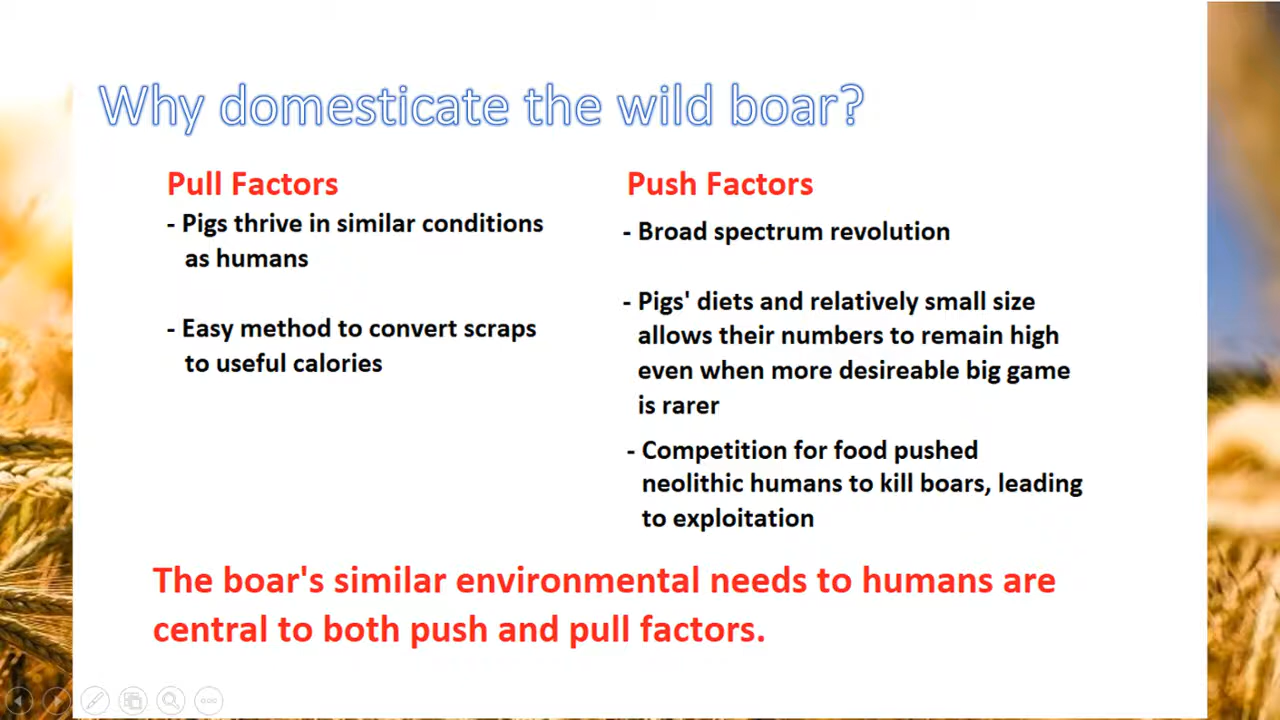 Why domesticate the wild boar?
Pull Factors
- Pigs thrive in similar conditions
as humans
- Easy method to convert scraps
to useful calories
Push Factors
- Broad spectrum revolution
- Pigs' diets and relatively small size
allows their numbers to remain high
even when more desireable big game
is rarer
- Competition for food pushed
neolithic humans to kill boars, leading
to exploitation
The boar's similar environmental needs to humans are
central to both push and pull factors.